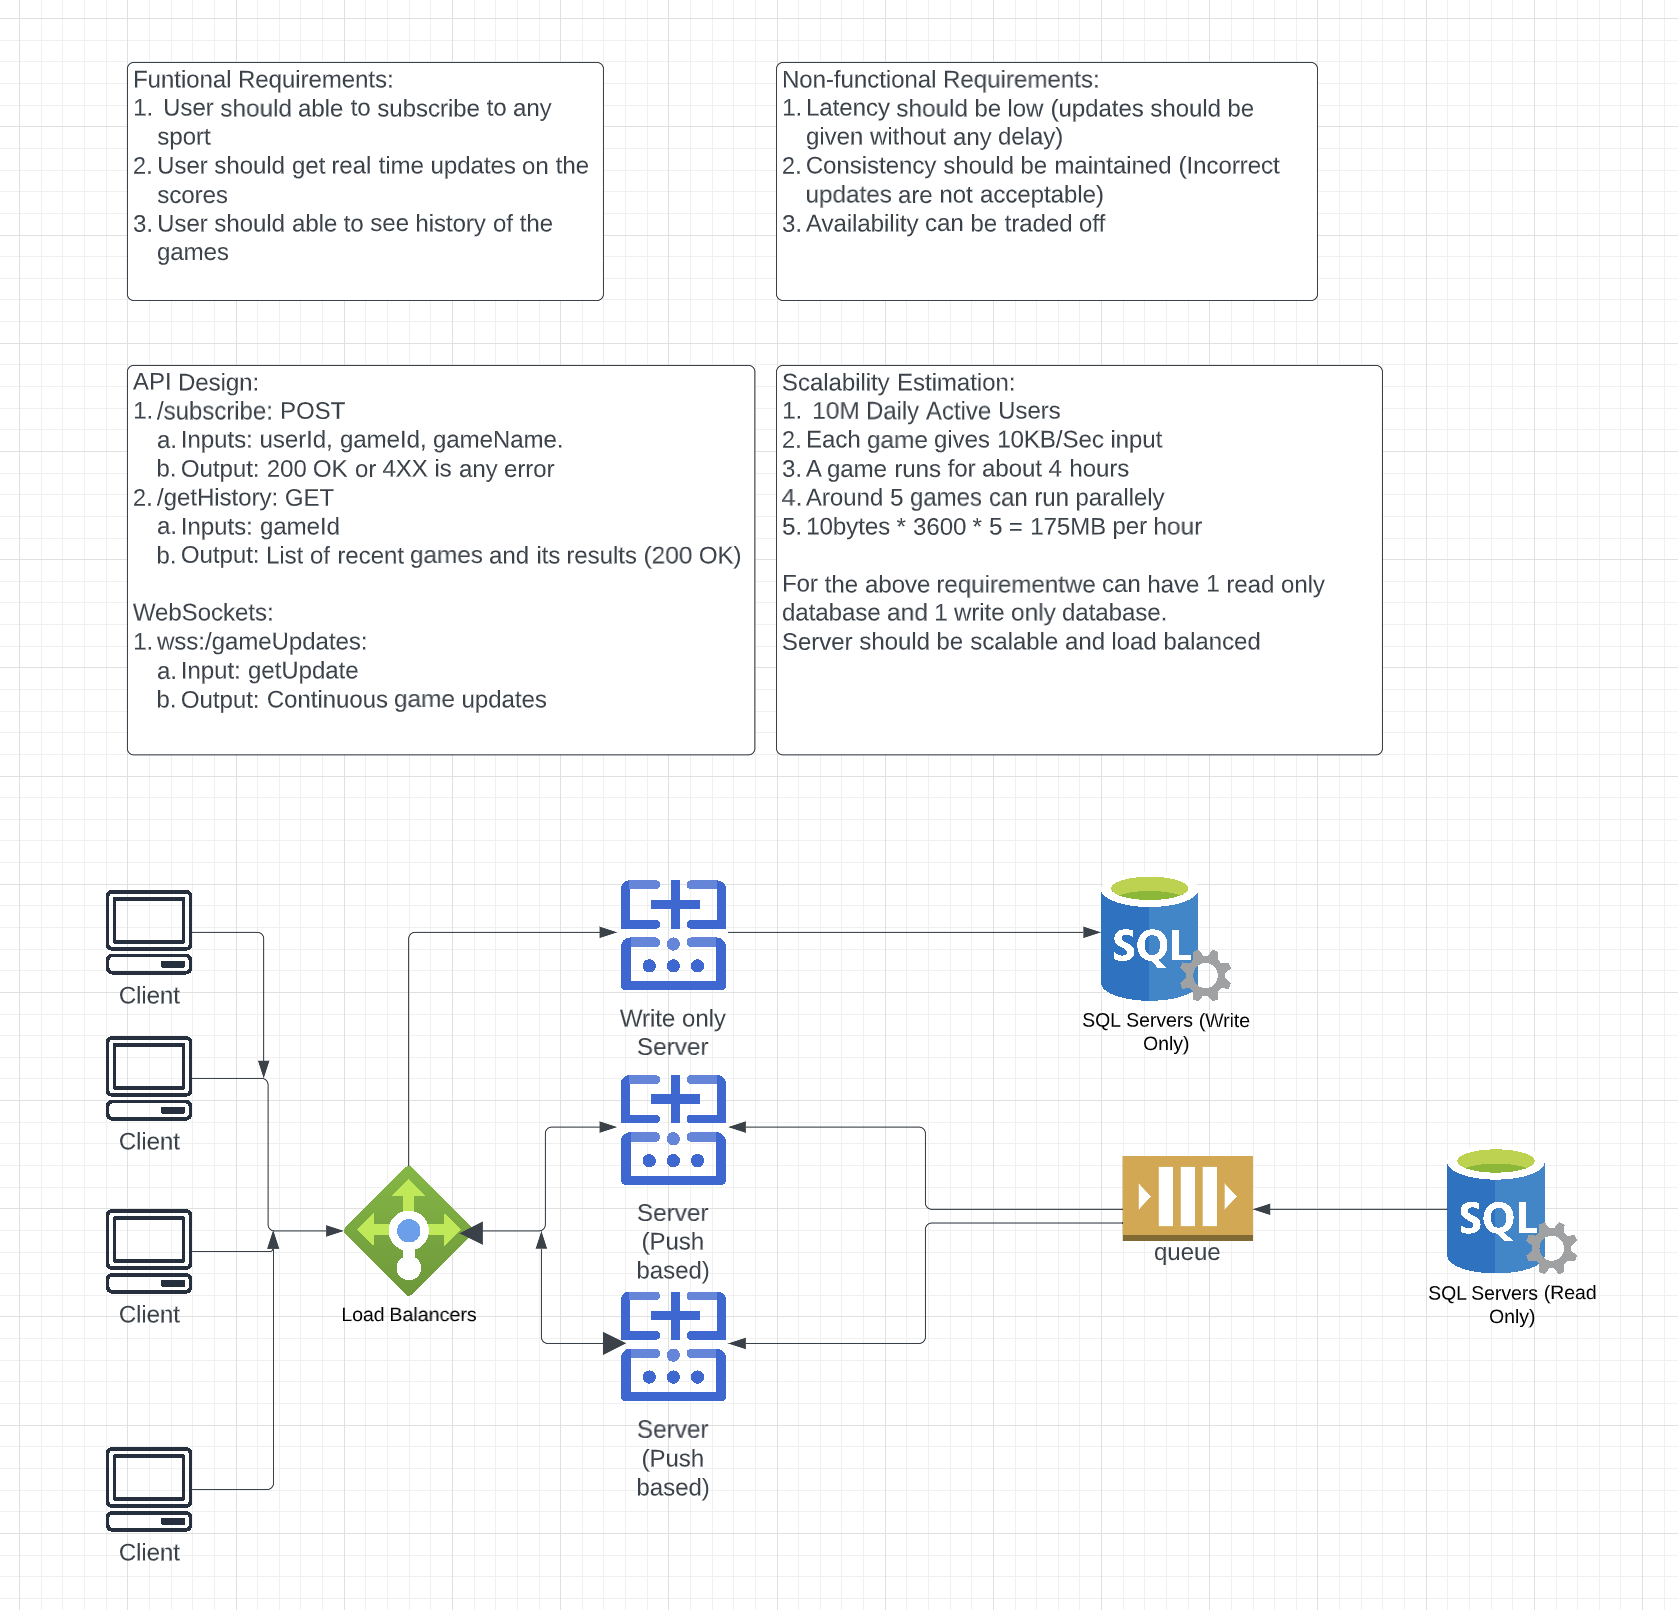 Funtional Requirements:
1. User should able to subscribe to any
sport
2. User should get real time updates on the
scores
3. User should able to see history of the
games
Non-functional Requirements:
1. Latency should be low (updates should be
given without any delay)
2. Consistency should be maintained (Incorrect
updates are not acceptable)
3. Availability can be traded off
API Design:
1. /subscribe: POST
a. Inputs: userId, gameId, gameName.
b. Output: 200 OK or 4XX is any error
2. /getHistory: GET
a. Inputs: gameId
b. Output: List of recent games and its results (200 OK)
WebSockets:
1. wss:/gameUpdates:
a. Input: getUpdate
b. Output: Continuous game updates
Scalability Estimation:
1. 10M Daily Active Users
2. Each game gives 10KB/Sec input
3. A game runs for about 4 hours
4. Around 5 games can run parallely
5. 10bytes * 3600 * 5 = 175MB per hour
For the above requirementwe can have 1 read only
database and 1 write only database.
Server should be scalable and load balanced
Client
Client
Client
Client
Load Balancers
Write only
Server
Server
(Push
based)
Server
(Push
based)
SQL
SQL Servers (Write
Only)
queue
SQL
SQL Servers (Read
Only)